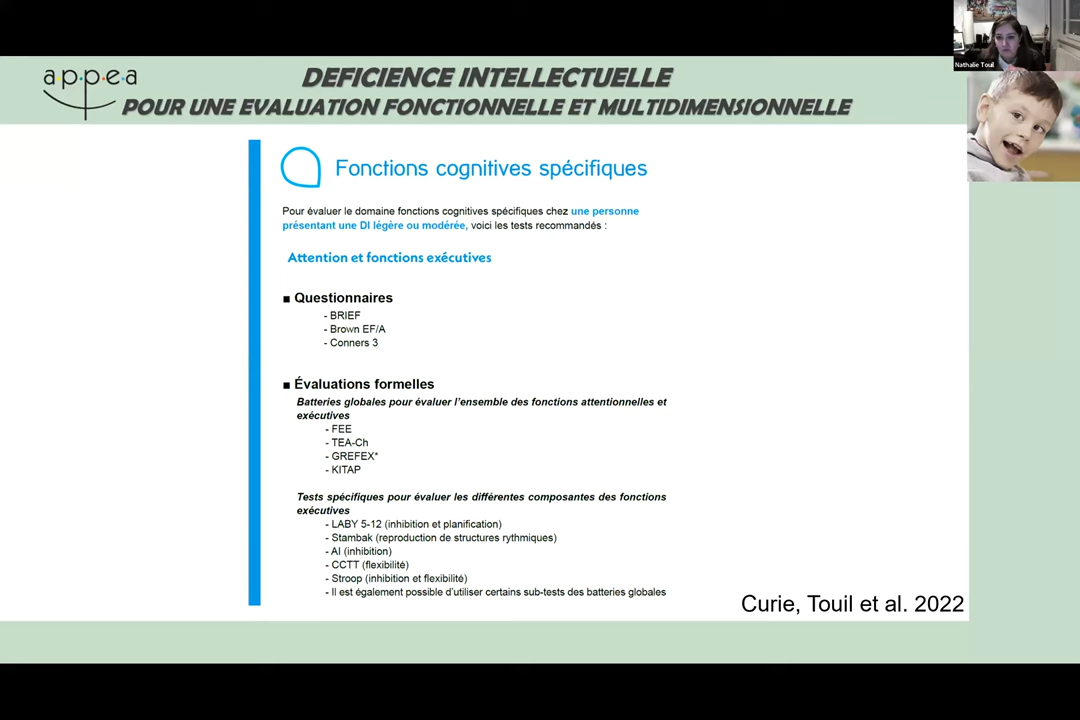 Nathalie Touil
appea
DEFICIENCE INTELLECTUELLE
POUR UNE EVALUATION FONCTIONNELLE ET MULTIDIMENSIONNELLE
Fonctions cognitives spécifiques
Pour évaluer le domaine fonctions cognitives spécifiques chez une personne
présentant une DI légère ou modérée, voici les tests recommandés :
Attention et fonctions exécutives
■ Questionnaires
- BRIEF
- Brown EF/A
- Conners 3
■ Évaluations formelles
Batteries globales pour évaluer l'ensemble des fonctions attentionnelles et
exécutives
- FEE
- TEA-Ch
- GREFEX*
- KITAP
Tests spécifiques pour évaluer les différentes composantes des fonctions
exécutives
- LABY 5-12 (inhibition et planification)
- Stambak (reproduction de structures rythmiques)
- AI (inhibition)
- CCTT (flexibilité)
- Stroop (inhibition et flexibilité)
- Il est également possible d'utiliser certains sub-tests des batteries globales
Curie, Touil et al. 2022